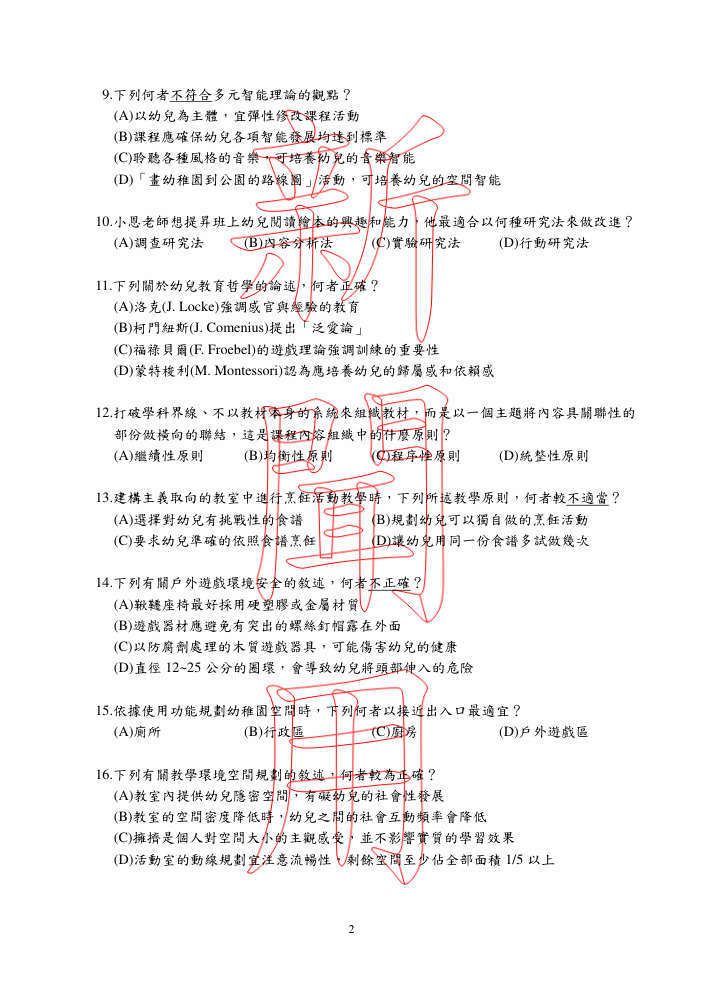 9.下列何者不符合多元智能理論的觀點？
(A)以幼兒為主體，宜彈性修改課程活動
(B)課程應確保幼兒各項智能發展均達到標準
(C)聆聽各種風格的音樂，可培養幼兒的音樂智能
(D)「畫幼稚園到公園的路線圖」活動，可培養幼兒的空間智能
10.小恩老師想提昇班上幼兒閱讀繪本的興趣和能力，他最適合以何種研究法來做改進？
(A)調查研究法 (B)內容分析法 (C)實驗研究法 (D)行動研究法
11.下列關於幼兒教育哲學的論述，何者正確？
(A)洛克(J. Locke)強調感官與經驗的教育
(B)柯門紐斯(J. Comenius)提出「泛愛論」
(C)福祿貝爾(F. Froebel)的遊戲理論強調訓練的重要性
(D)蒙特梭利(M. Montessori)認為應培養幼兒的歸屬感和依賴感
12.打破學科界線、不以教材本身的系統來組織教材，而是以一個主題將內容具關聯性的
部份做橫向的聯結，這是課程內容組織中的什麼原則？
(A)繼續性原則 (B)均衡性原則 (C)程序性原則 (D)統整性原則
13.建構主義取向的教室中進行烹飪活動教學時，下列所述教學原則，何者較不適當？
(A)選擇對幼兒有挑戰性的食譜 (B)規劃幼兒可以獨自做的烹飪活動
(C)要求幼兒準確的依照食譜烹飪 (D)讓幼兒用同一份食譜多試做幾次
14.下列有關戶外遊戲環境安全的敘述，何者不正確？
(A)鞦韆座椅最好採用硬塑膠或金屬材質
(B)遊戲器材應避免有突出的螺絲釘帽露在外面
(C)以防腐劑處理的木質遊戲器具，可能傷害幼兒的健康
(D)直徑 12~25 公分的圈環，會導致幼兒將頭部伸入的危險
15.依據使用功能規劃幼稚園空間時，下列何者以接近出入口最適宜？
(A)廁所 (B)行政區 (C)廚房 (D)戶外遊戲區
16.下列有關教學環境空間規劃的敘述，何者較為正確？
(A)教室內提供幼兒隱密空間，有礙幼兒的社會性發展
(B)教室的空間密度降低時，幼兒之間的社會互動頻率會降低
(C)擁擠是個人對空間大小的主觀感受，並不影響實質的學習效果
(D)活動室的動線規劃宜注意流暢性，剩餘空間至少佔全部面積 1/5 以上
新聞用
2